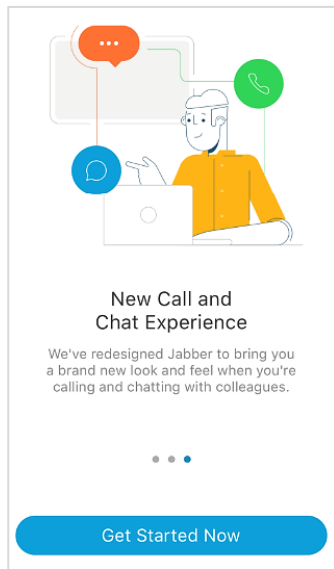 New Call and
Chat Experience
We've redesigned Jabber to bring you
a brand new look and feel when you're
calling and chatting with colleagues.
Get Started Now